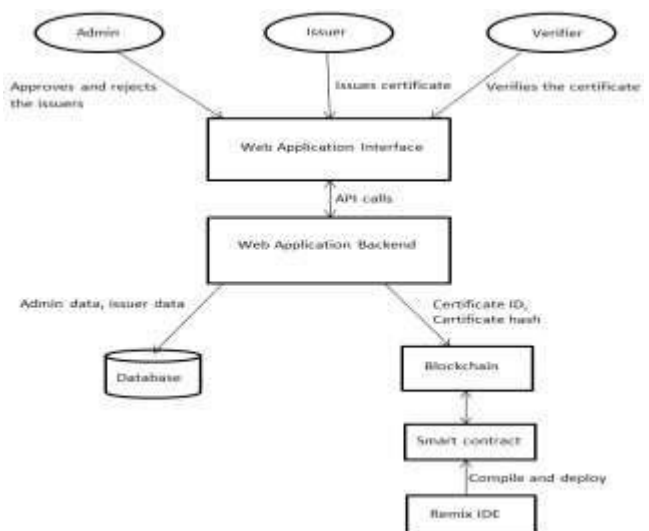 Admin
Issuer
Verifier
Approves and rejects
the issuers
Issues certificate
Verifies the certificate
Web Application Interface
API calls
Web Application Backend
Admin data, issuer data
Certificate ID,
Certificate hash
Database
Blockchain
Smart contract
Compile and deploy
Remix IDE